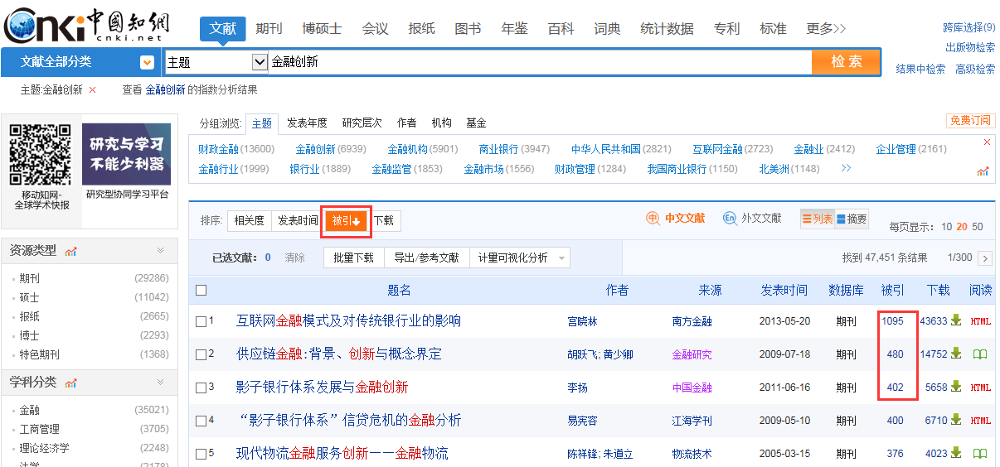 Cnki中國知網
cnki.net
文献 期刊 博硕士 会议 报纸 图书 年鉴 百科 词典 统计数据 专利 标准 更多>>
跨库选择(9)
出版物检索
文献全部分类 主题 金融创新 检 索
结果中检索 高级检索
主题:金融创新 × 查看 金融创新 的指数分析结果
分组浏览: 主题 发表年度 研究层次 作者 机构 基金 免费订阅
财政金融(13600) 金融创新(6939) 金融机构(5901) 商业银行(3947) 中华人民共和国(2821) 互联网金融(2723) 金融业(2412) 企业管理(2161)
金融行业(1999) 银行业(1889) 金融监管(1853) 金融市场(1556) 财政管理(1284) 我国商业银行(1150) 北美洲(1148) >>
研究与学习
不能少利器
移动知网-
全球学术快报
研究型协同学习平台
排序: 相关度 发表时间 被引 下载 中文文献 En 外文文献 列表 摘要 每页显示: 10 20 50
已选文献: 0 清除 批量下载 导出/参考文献 计量可视化分析 找到 47,451 条结果 1/300 >
题名 作者 来源 发表时间 数据库 被引 下载 阅读
1 互联网金融模式及对传统银行业的影响 宫晓林 南方金融 2013-05-20 期刊 1095 43633 HTML
2 供应链金融:背景、创新与概念界定 胡跃飞; 黄少卿 金融研究 2009-07-18 期刊 480 14752
3 影子银行体系发展与金融创新 李扬 中国金融 2011-06-16 期刊 402 5658 HTML
4 “影子银行体系”信贷危机的金融分析 易宪容 江海学刊 2009-05-10 期刊 400 6710 HTML
5 现代物流金融服务创新——金融物流 陈祥锋; 朱道立 物流技术 2005-03-15 期刊 376 4023
资源类型
期刊 (29286)
硕士 (11042)
报纸 (2665)
博士 (2293)
特色期刊 (1368)
学科分类
金融 (35021)
工商管理 (3705)
理论经济学 (2248)
法学 (2178)